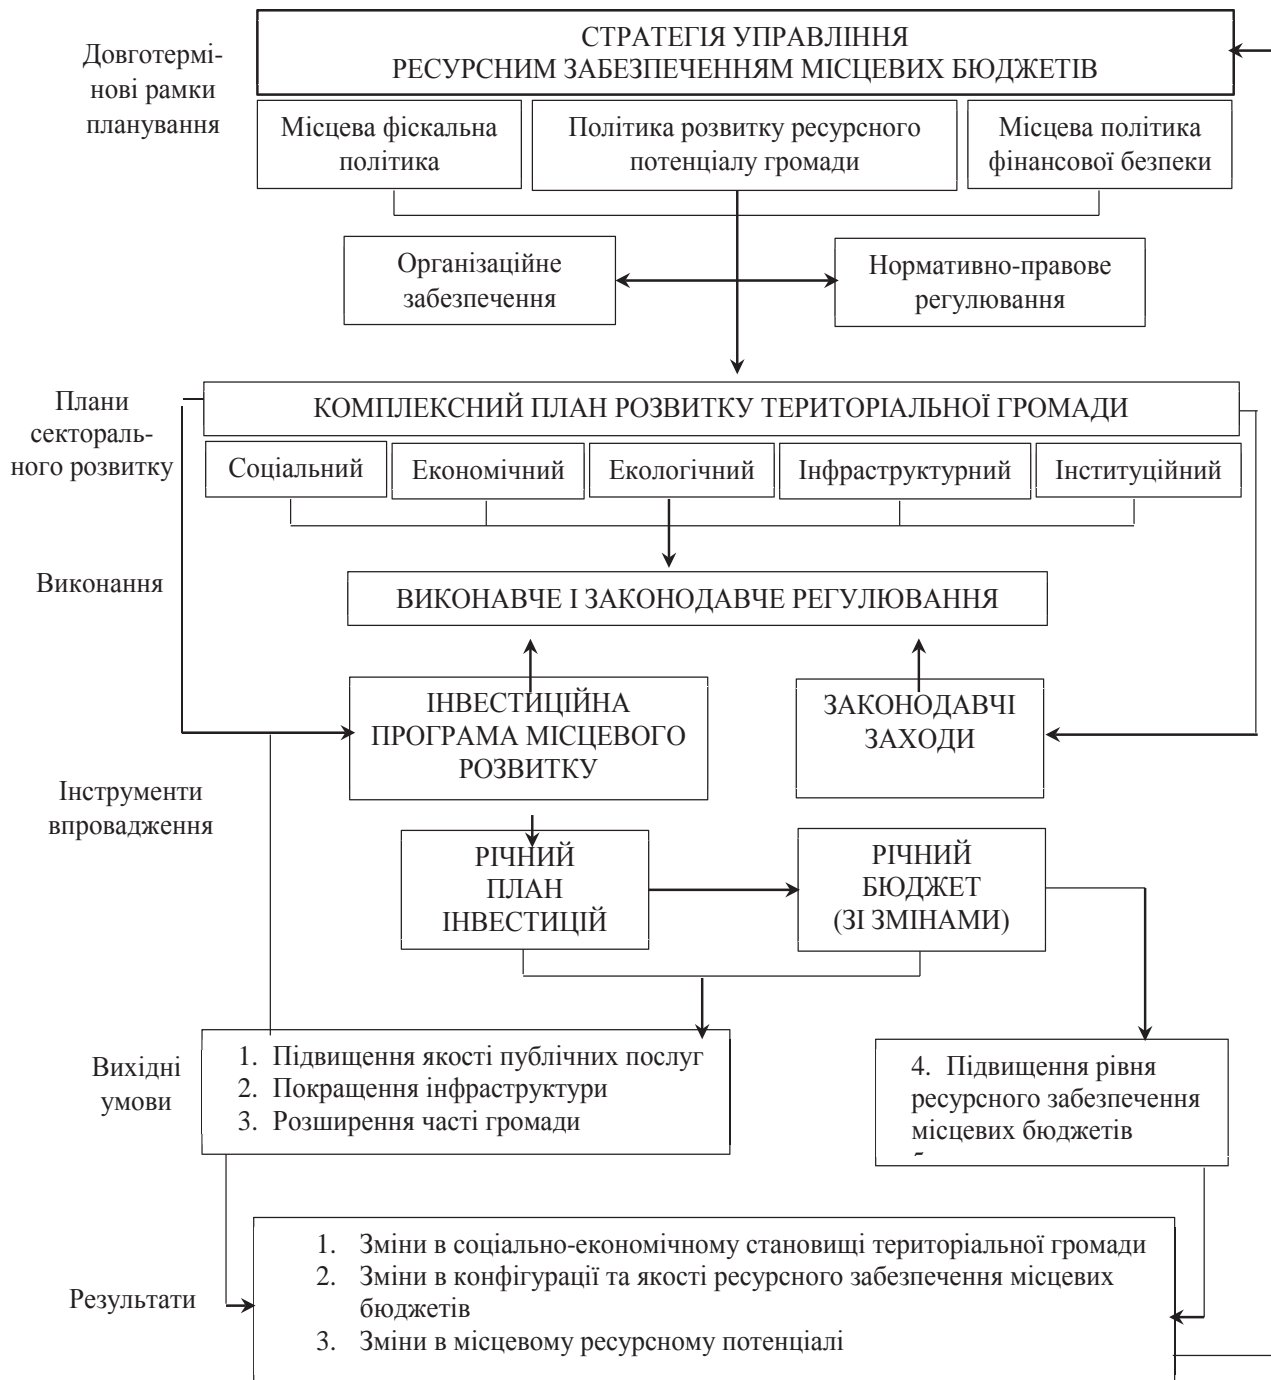 Довготермі-
нові рамки
планування
СТРАТЕГІЯ УПРАВЛІННЯ
РЕСУРСНИМ ЗАБЕЗПЕЧЕННЯМ МІСЦЕВИХ БЮДЖЕТІВ
Місцева фіскальна
політика
Політика розвитку ресурсного
потенціалу громади
Місцева політика
фінансової безпеки
Організаційне
забезпечення
Нормативно-правове
регулювання
Плани
секtoраль-
ного розвитку
КОМПЛЕКСНИЙ ПЛАН РОЗВИТКУ ТЕРИТОРІАЛЬНОЇ ГРОМАДИ
Соціальний
Економічний
Екологічний
Інфраструктурний
Інституційний
Виконання
ВИКОНАВЧЕ І ЗАКОНОДАВЧЕ РЕГУЛЮВАННЯ
ІНВЕСТИЦІЙНА
ПРОГРАМА МІСЦЕВОГО
РОЗВИТКУ
ЗАКОНОДАВЧІ
ЗАХОДИ
Інструменти
впровадження
РІЧНИЙ
ПЛАН
ІНВЕСТИЦІЙ
РІЧНИЙ
БЮДЖЕТ
(ЗІ ЗМІНАМИ)
Вихідні
умови
1. Підвищення якості публічних послуг
2. Покращення інфраструктури
3. Розширення часті громади
4. Підвищення рівня
ресурсного забезпечення
місцевих бюджетів
Результати
1. Зміни в соціально-економічному становищі територіальної громади
2. Зміни в конфігурації та якості ресурсного забезпечення місцевих
бюджетів
3. Зміни в місцевому ресурсному потенціалі